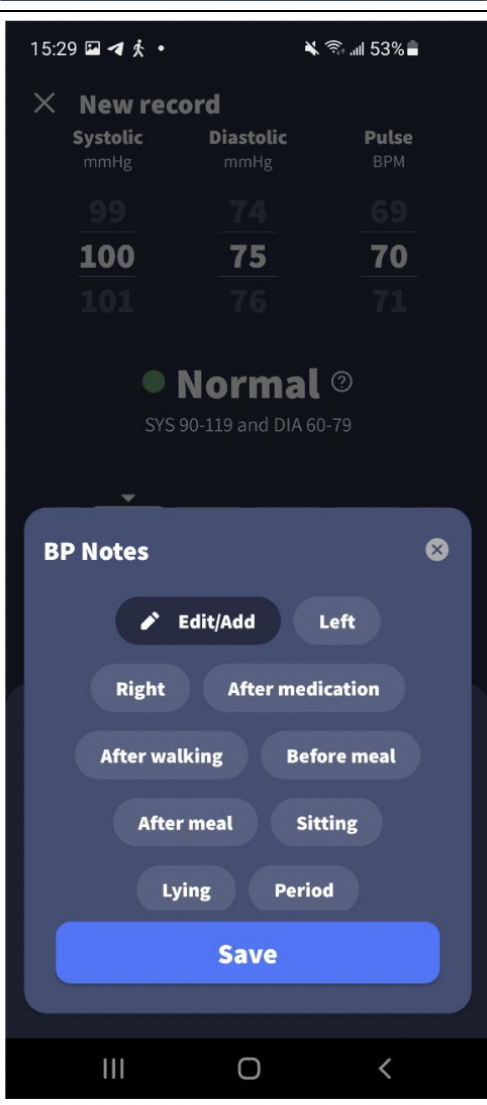 15:29 53%
New record
Systolic Diastolic Pulse
mmHg mmHg BPM
99 74 69
100 75 70
101 76 71
Normal ?
SYS 90-119 and DIA 60-79
BP Notes
Edit/Add Left
Right After medication
After walking Before meal
After meal Sitting
Lying Period
Save